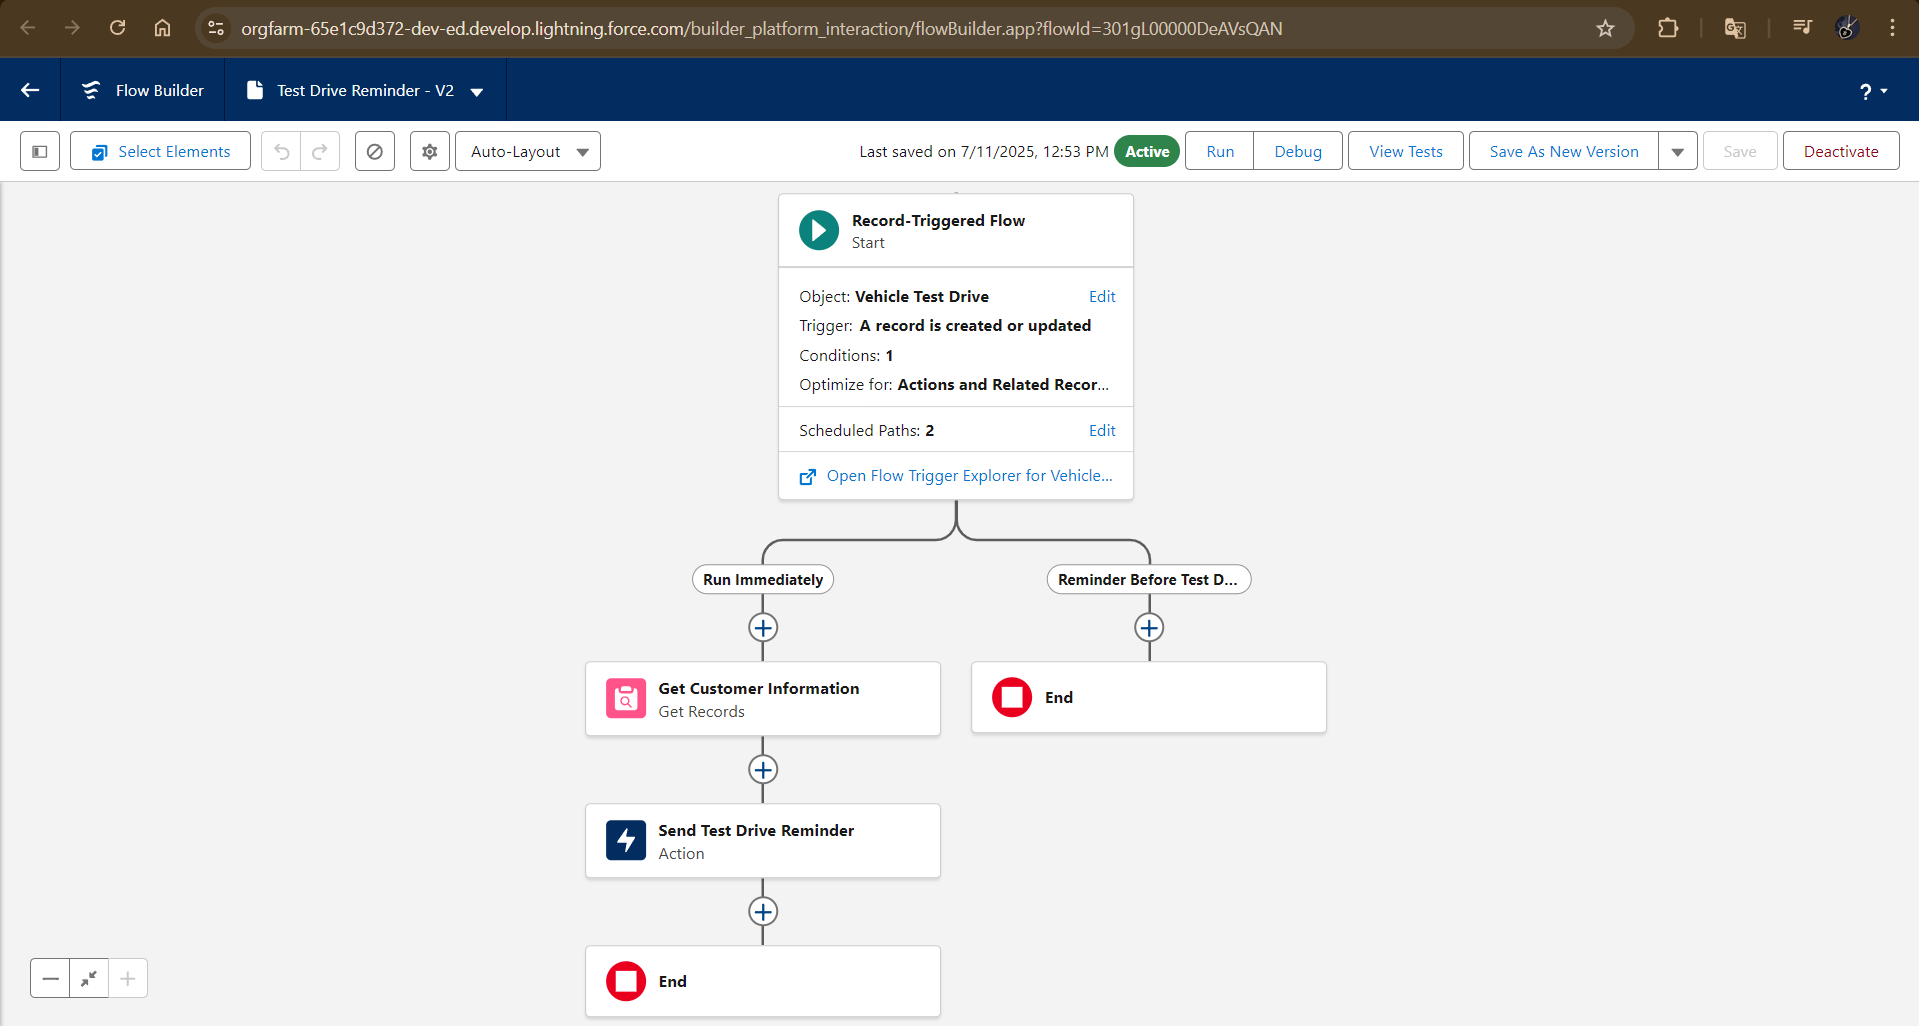 orgfarm-65e1c9d372-dev-ed.develop.lightning.force.com/builder_platform_interaction/flowBuilder.app?flowId=301gL00000DeAVsQAN
Flow Builder
Test Drive Reminder - V2
?
Select Elements
Auto-Layout
Last saved on 7/11/2025, 12:53 PM
Active
Run
Debug
View Tests
Save As New Version
Save
Deactivate
Record-Triggered Flow
Start
Object: Vehicle Test Drive
Edit
Trigger: A record is created or updated
Conditions: 1
Optimize for: Actions and Related Recor...
Scheduled Paths: 2
Edit
Open Flow Trigger Explorer for Vehicle...
Run Immediately
Reminder Before Test D...
Get Customer Information
Get Records
End
Send Test Drive Reminder
Action
End